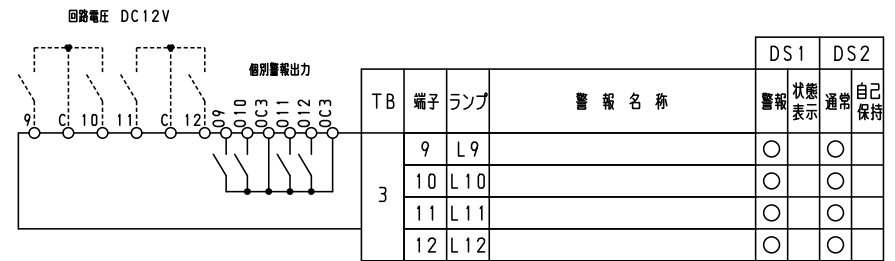 回路電圧 DC12V
個別警報出力
9 C 10 11 C 12 O9 O10 OC3 O11 O12 OC3
DS1 DS2
TB 端子 ランプ 警報名称 警報 状態表示 通常 自己保持
3
9 L9 ○ ○
10 L10 ○ ○
11 L11 ○ ○
12 L12 ○ ○